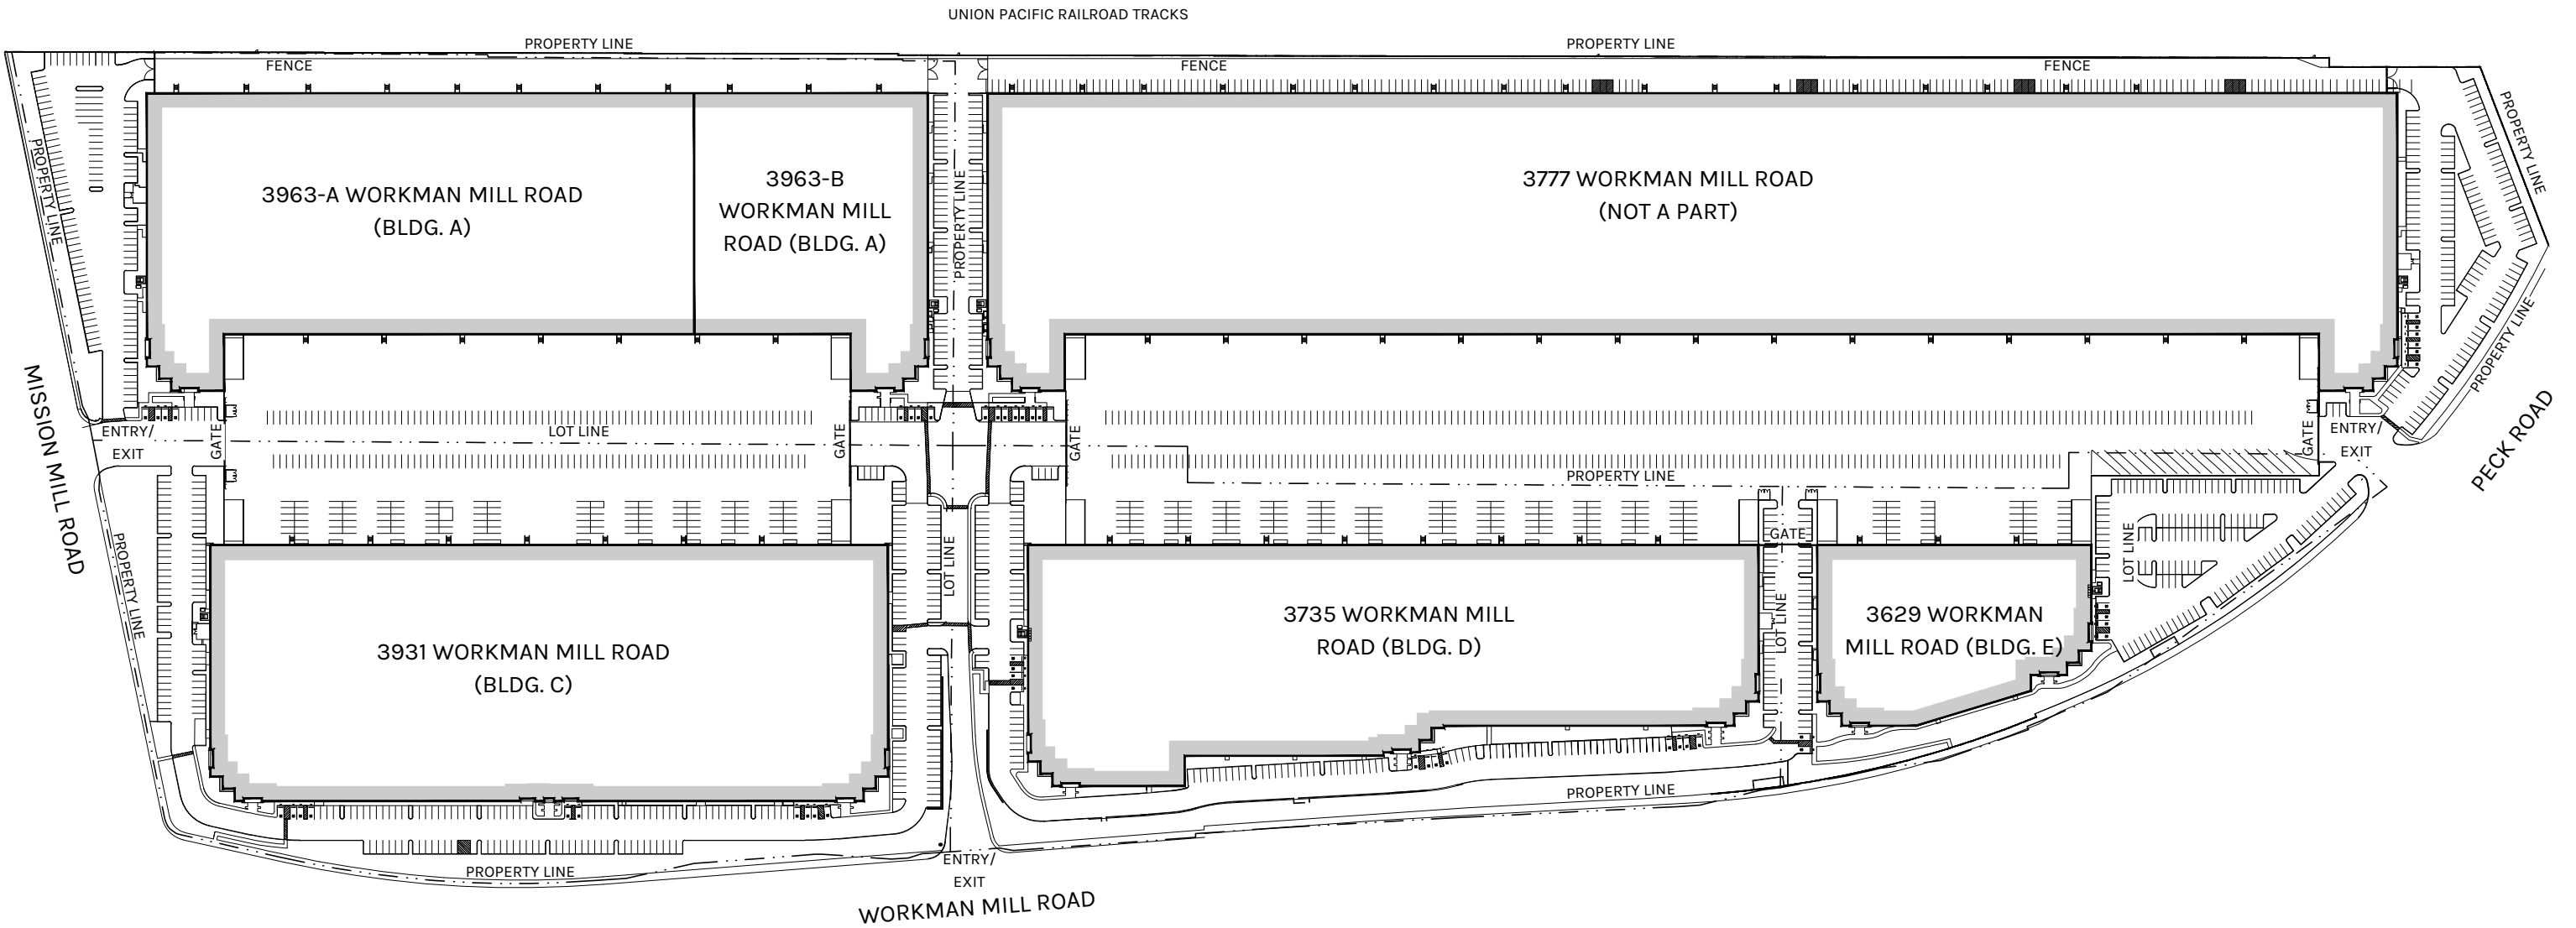 UNION PACIFIC RAILROAD TRACKS
PROPERTY LINE
PROPERTY LINE
FENCE
FENCE
FENCE
PROPERTY LINE
PROPERTY LINE
PROPERTY LINE
3963-A WORKMAN MILL ROAD
(BLDG. A)
3963-B
WORKMAN MILL
ROAD (BLDG. A)
3777 WORKMAN MILL ROAD
(NOT A PART)
PROPERTY LINE
MISSION MILL ROAD
PECK ROAD
ENTRY/
EXIT
GATE
LOT LINE
GATE
GATE
PROPERTY LINE
GATE
ENTRY/
EXIT
GATE
PROPERTY LINE
LOT LINE
LOT LINE
LOT LINE
3931 WORKMAN MILL ROAD
(BLDG. C)
3735 WORKMAN MILL
ROAD (BLDG. D)
3629 WORKMAN
MILL ROAD (BLDG. E)
PROPERTY LINE
PROPERTY LINE
ENTRY/
EXIT
WORKMAN MILL ROAD